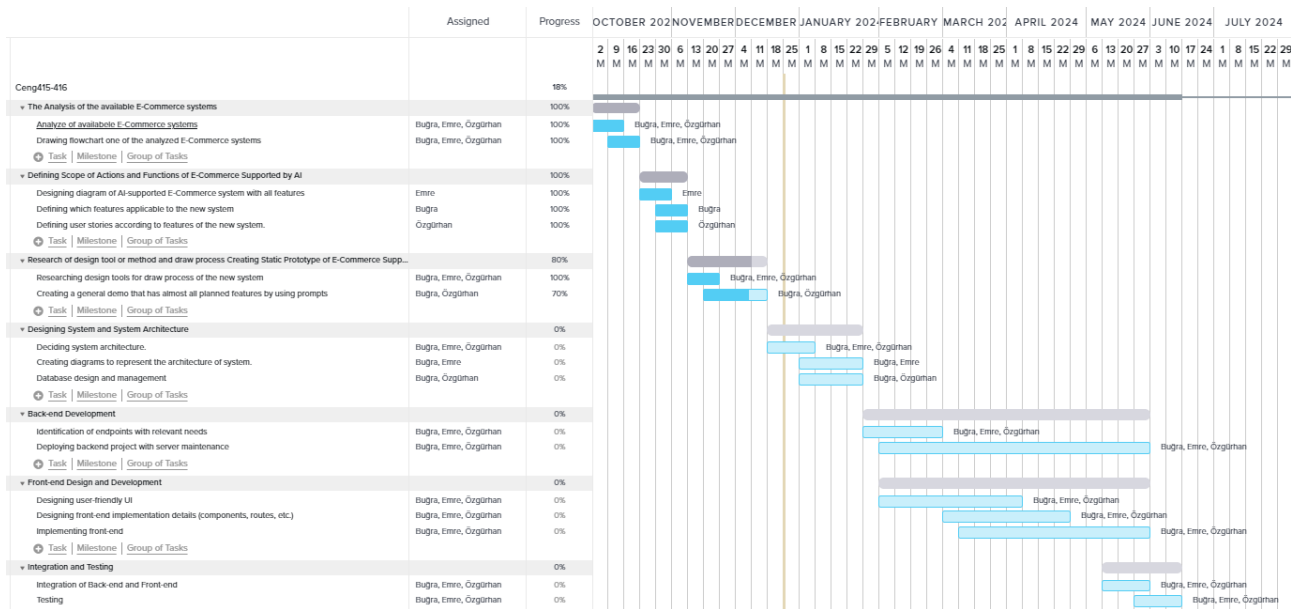 Assigned Progress OCTOBER 202 NOVEMBER DECEMBER JANUARY 202 FEBRUARY MARCH 202 APRIL 2024 MAY 2024 JUNE 2024 JULY 2024
2 9 16 23 30 6 13 20 27 4 11 18 25 1 8 15 22 29 5 12 19 26 4 11 18 25 1 8 15 22 29 6 13 20 27 3 10 17 24 1 8 15 22 29
M M M M M M M M M M M M M M M M M M M M M M M M M M M M M M M M M M M M M M M M M M M M
Ceng415-416 18%
The Analysis of the available E-Commerce systems 100%
Analyze of availabele E-Commerce systems Buğra, Emre, Özgürhan 100% Buğra, Emre, Özgürhan
Drawing flowchart one of the analyzed E-Commerce systems Buğra, Emre, Özgürhan 100% Buğra, Emre, Özgürhan
Task | Milestone | Group of Tasks
Defining Scope of Actions and Functions of E-Commerce Supported by AI 100%
Designing diagram of AI-supported E-Commerce system with all features Emre 100% Emre
Defining which features applicable to the new system Buğra 100% Buğra
Defining user stories according to features of the new system. Özgürhan 100% Özgürhan
Task | Milestone | Group of Tasks
Research of design tool or method and draw process Creating Static Prototype of E-Commerce Supp... 80%
Researching design tools for draw process of the new system Buğra, Emre, Özgürhan 100% Buğra, Emre, Özgürhan
Creating a general demo that has almost all planned features by using prompts Buğra, Özgürhan 70% Buğra, Özgürhan
Task | Milestone | Group of Tasks
Designing System and System Architecture 0%
Deciding system architecture. Buğra, Emre, Özgürhan 0% Buğra, Emre, Özgürhan
Creating diagrams to represent the architecture of system. Buğra, Emre 0% Buğra, Emre
Database design and management Buğra, Özgürhan 0% Buğra, Özgürhan
Task | Milestone | Group of Tasks
Back-end Development 0%
Identification of endpoints with relevant needs Buğra, Emre, Özgürhan 0% Buğra, Emre, Özgürhan
Deploying backend project with server maintenance Buğra, Emre, Özgürhan 0% Buğra, Emre, Özgürhan
Task | Milestone | Group of Tasks
Front-end Design and Development 0%
Designing user-friendly UI Buğra, Emre, Özgürhan 0% Buğra, Emre, Özgürhan
Designing front-end implementation details (components, routes, etc.) Buğra, Emre, Özgürhan 0% Buğra, Emre, Özgürhan
Implementing front-end Buğra, Emre, Özgürhan 0% Buğra, Emre, Özgürhan
Task | Milestone | Group of Tasks
Integration and Testing 0%
Integration of Back-end and Front-end Buğra, Emre, Özgürhan 0% Buğra, Emre, Özgürhan
Testing Buğra, Emre, Özgürhan 0% Buğra, Emre, Özgürhan